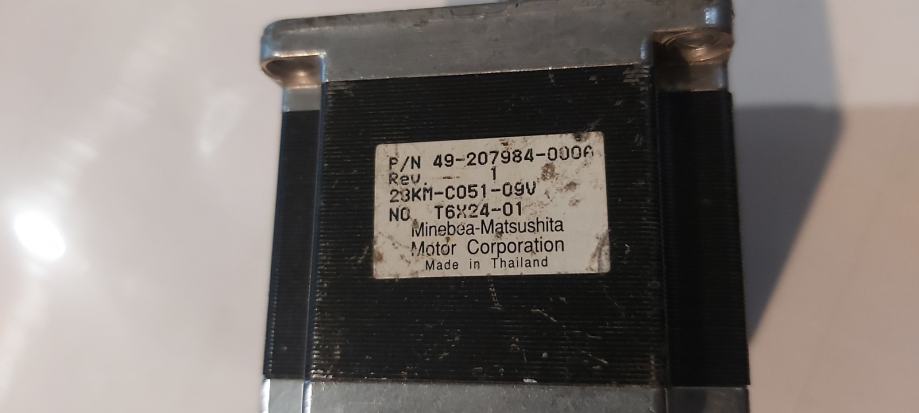 P/N 49-207984-000A
Rev. 1
23KM-C051-09V
NO T6X24-01
Minebea-Matsushita
Motor Corporation
Made in Thailand